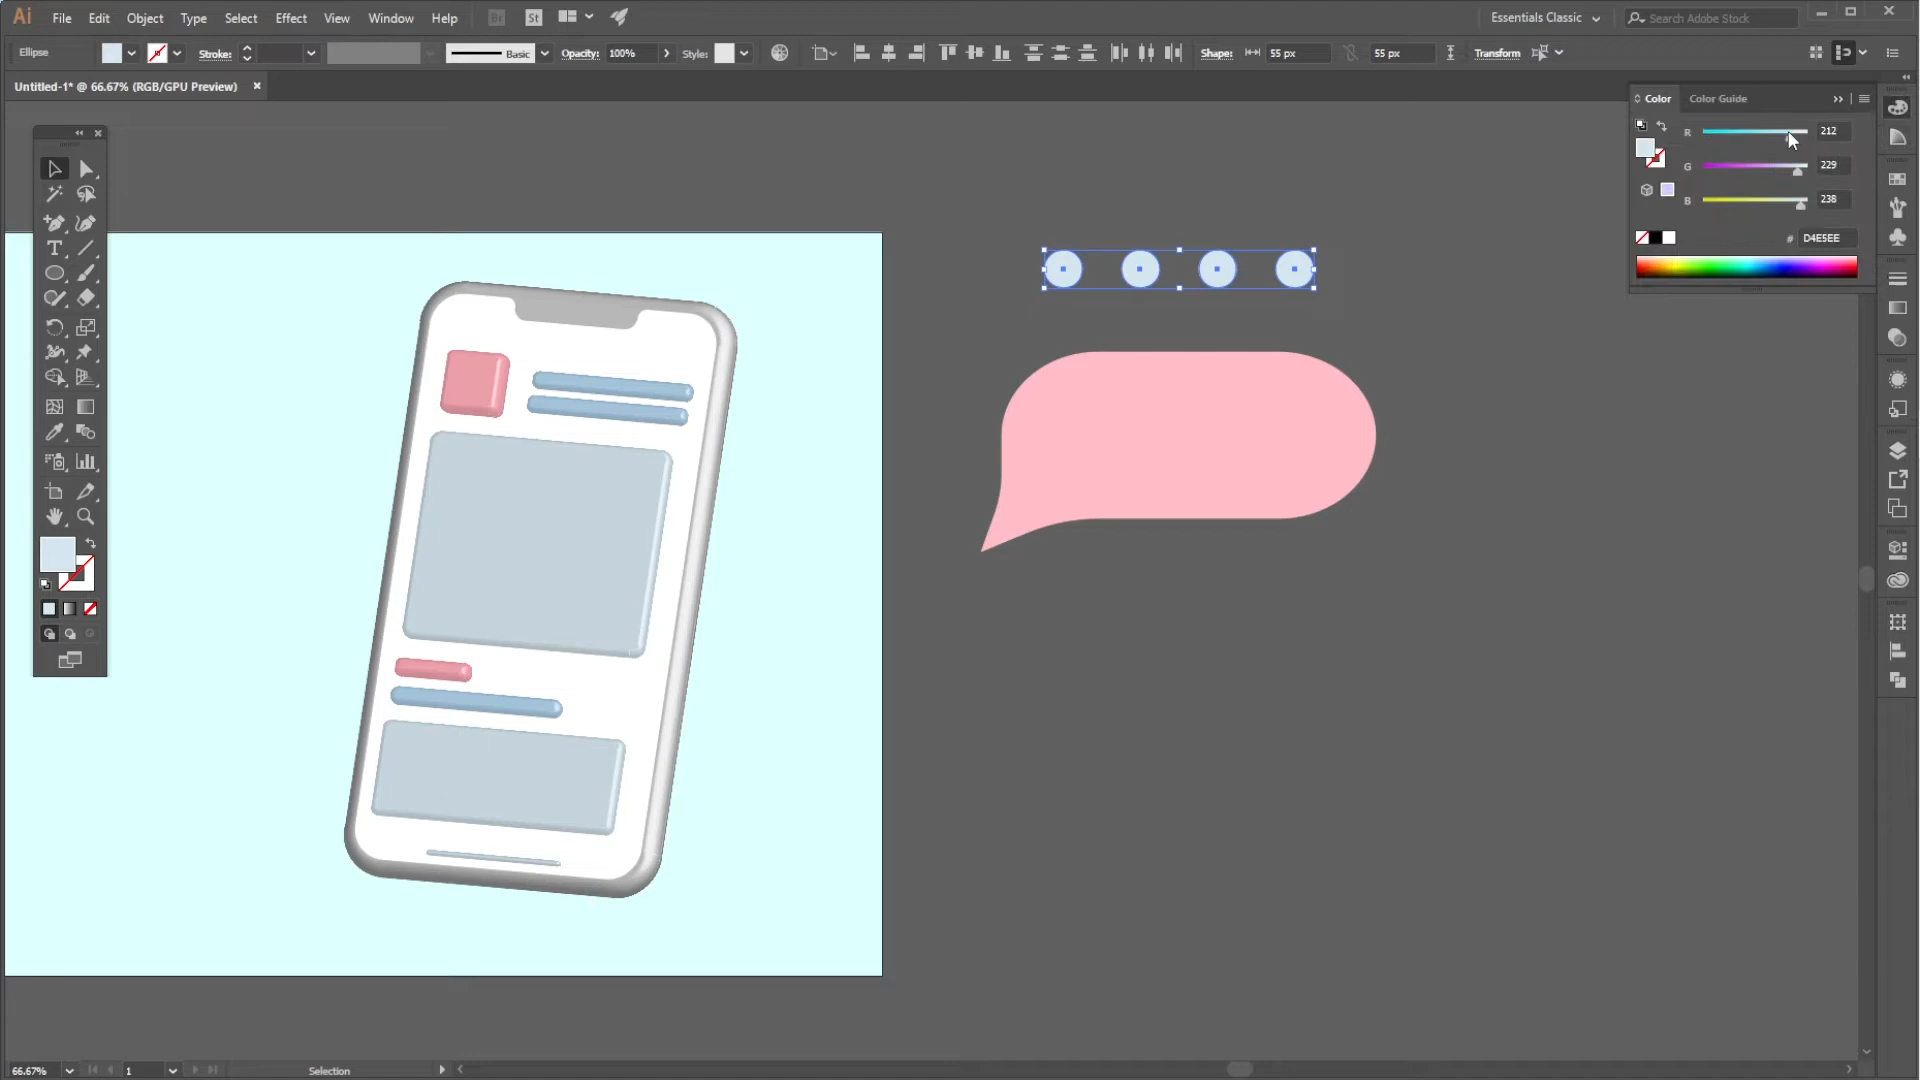 Ai File Edit Object Type Select Effect View Window Help Br St Essentials Classic Search Adobe Stock
Ellipse Stroke: Basic Opacity: 100% Style: Shape: 55 px 55 px Transform
Untitled-1* @ 66.67% (RGB/GPU Preview)
Color Color Guide
R 212
G 229
B 238
# D4E5EE
66.67% 1 Selection